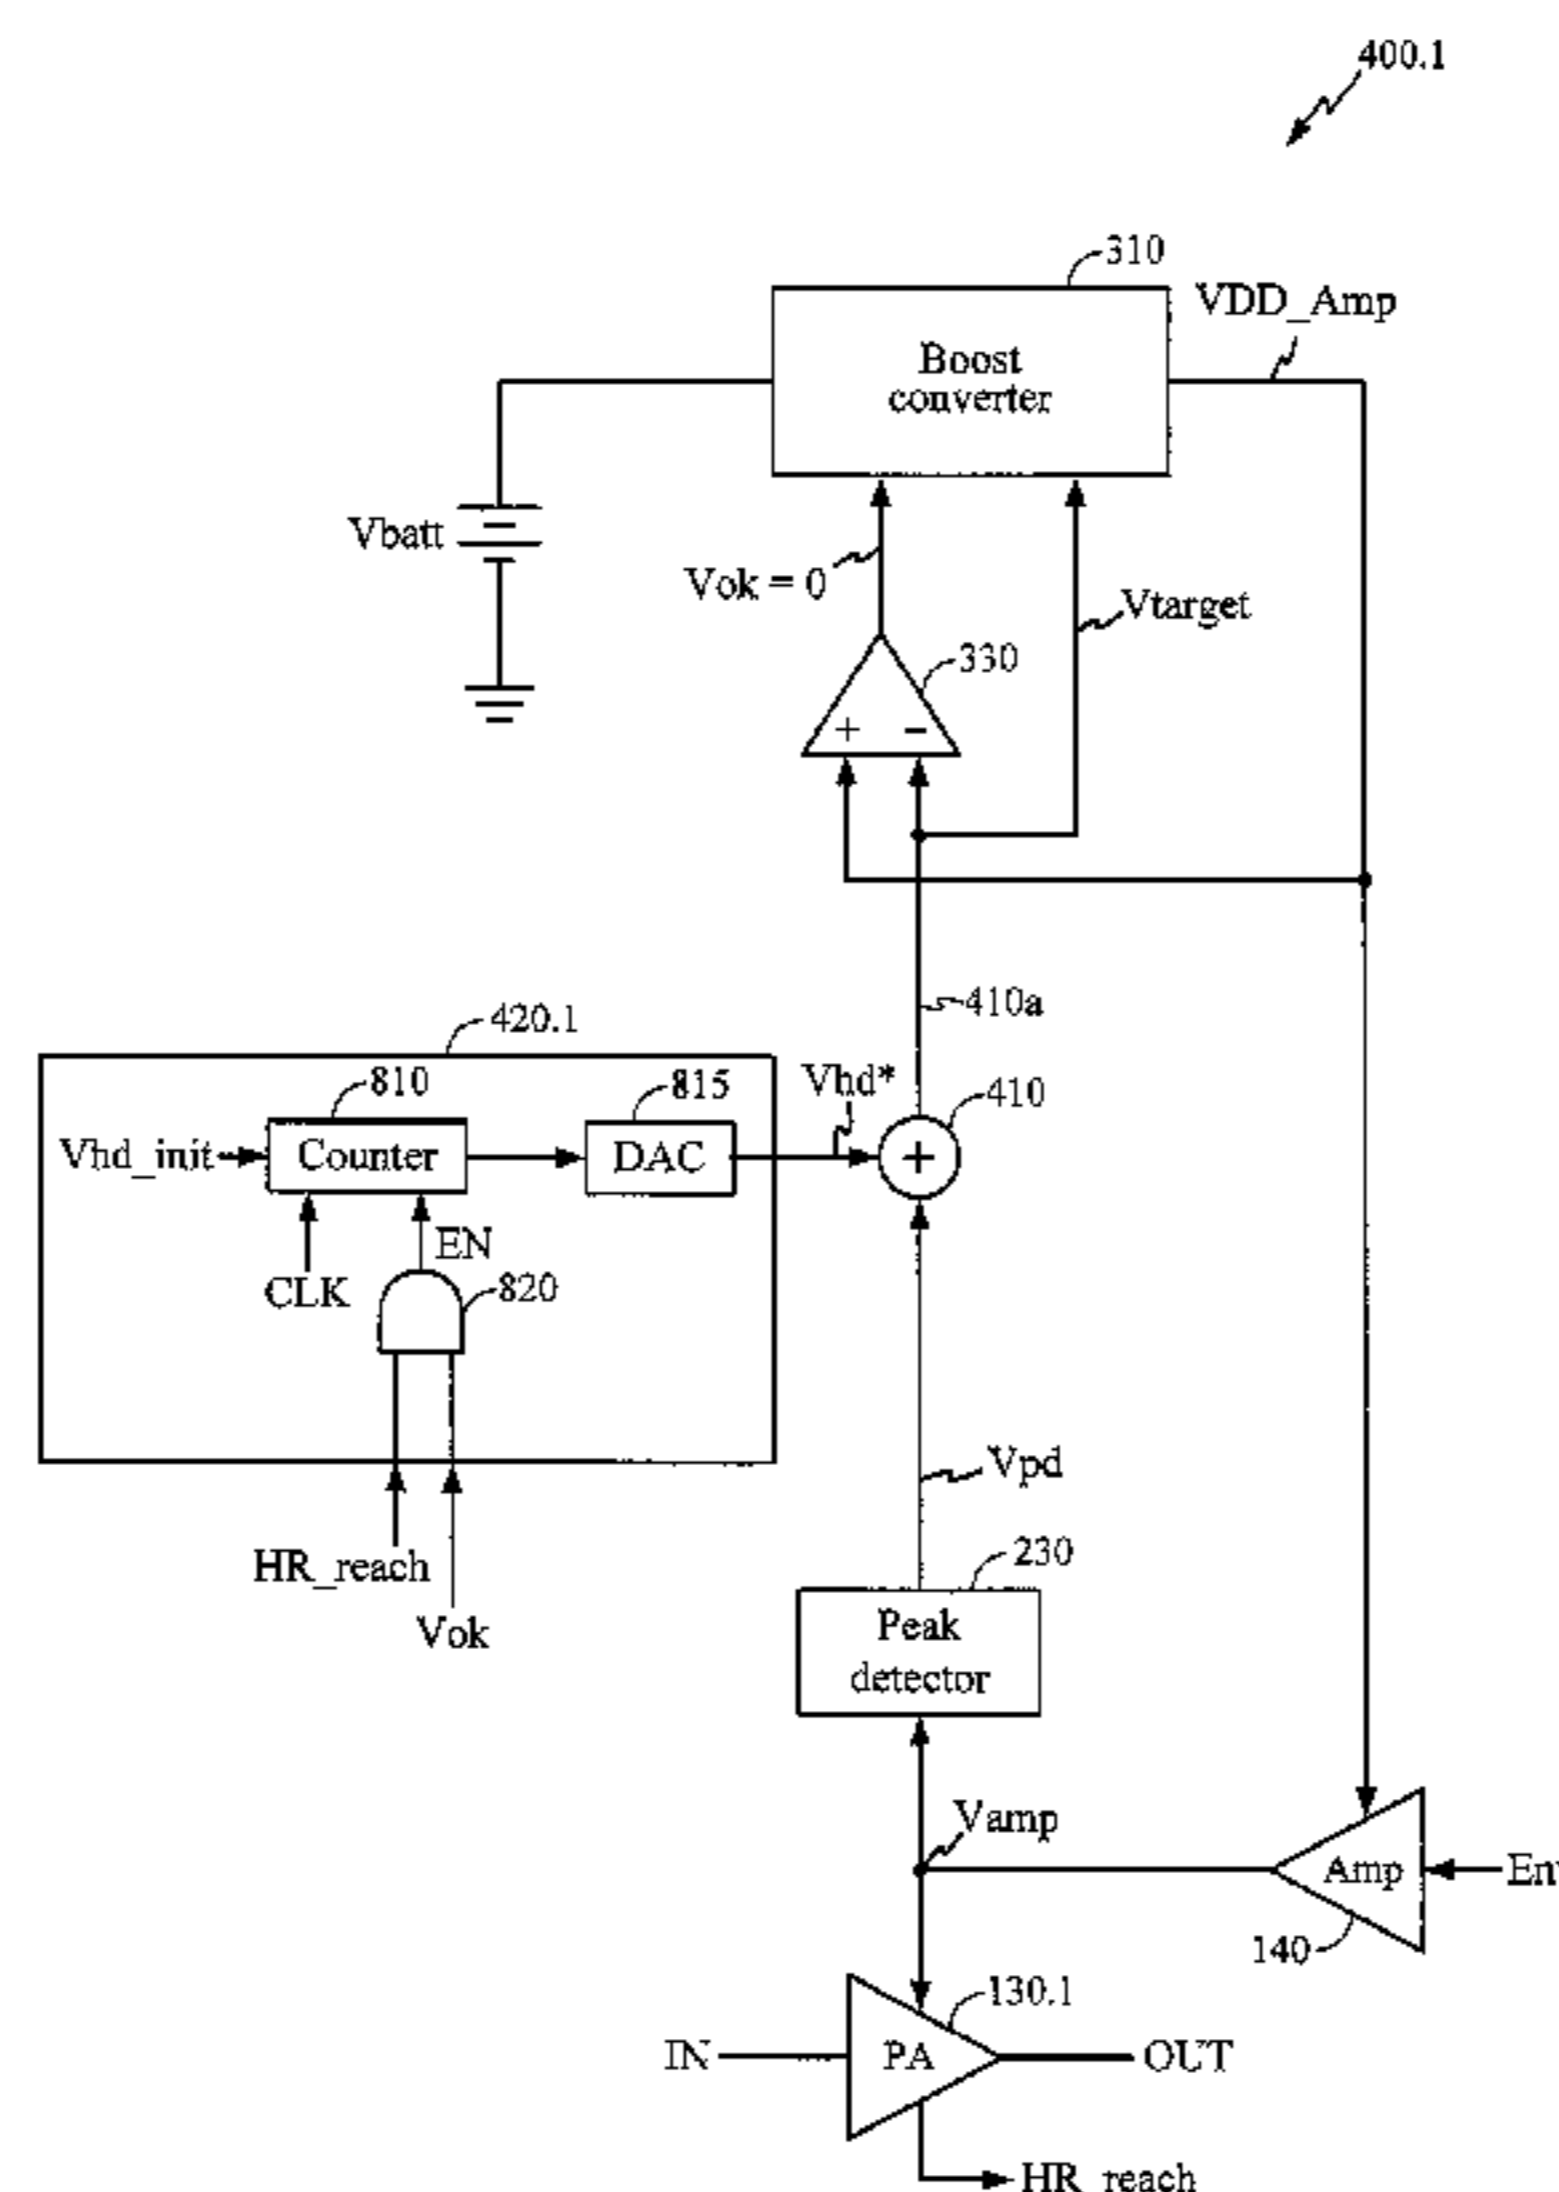 400.1
310
VDD_Amp
Boost
converter
Vbatt
Vok = 0
Vtarget
330
+ −
410a
420.1
810
815
Vhd*
410
Vhd_init
Counter
DAC
+
EN
CLK
820
Vpd
HR_reach
230
Vok
Peak
detector
Vamp
Amp
140
130.1
IN
PA
OUT
HR_reach